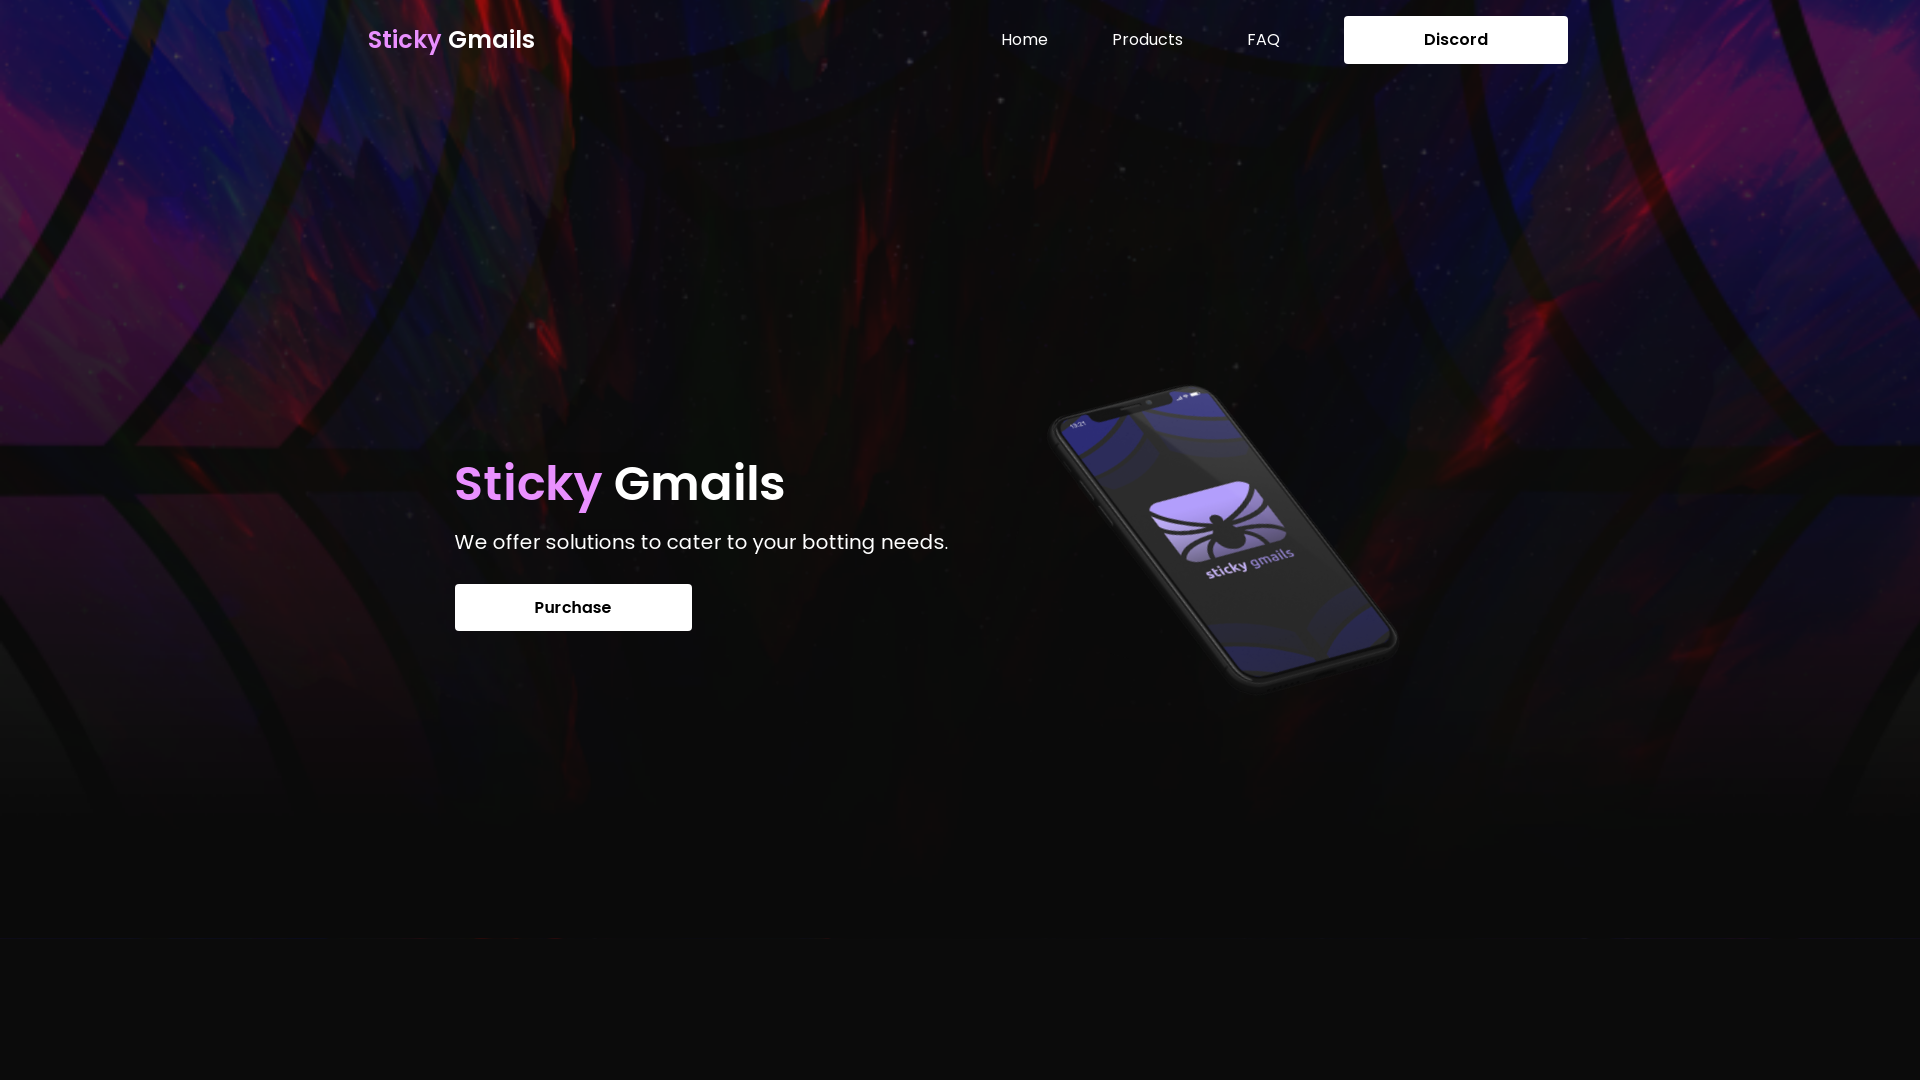 Sticky Gmails
Home
Products
FAQ
Discord
13:21
Sticky Gmails
We offer solutions to cater to your botting needs.
sticky gmails
Purchase